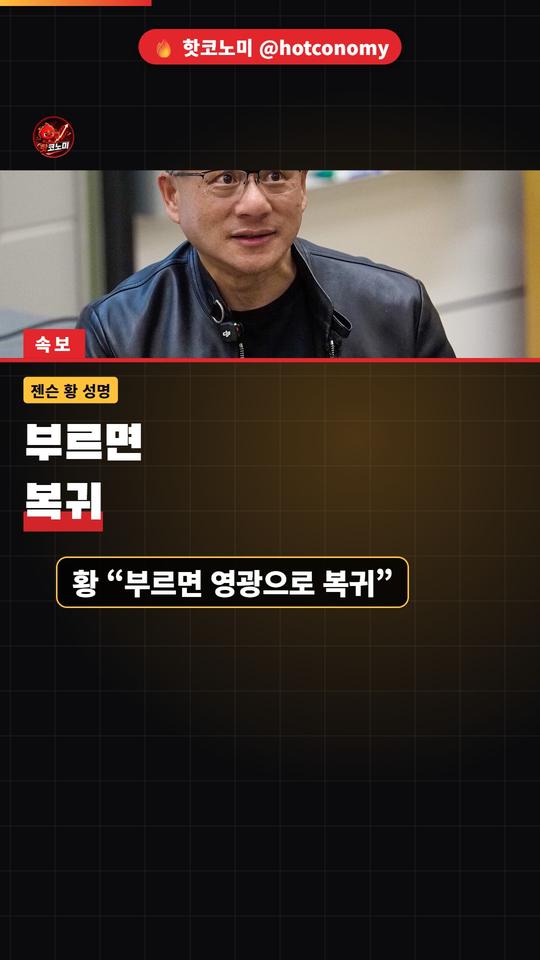 핫코노미 @hotconomy
핫코노미
속보
젠슨 황 성명
부르면
복귀
황 “부르면 영광으로 복귀”